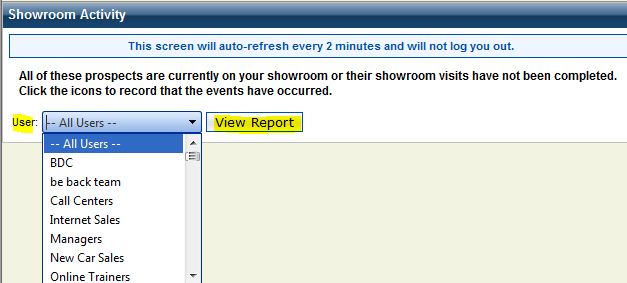 Showroom Activity
This screen will auto-refresh every 2 minutes and will not log you out.
All of these prospects are currently on your showroom or their showroom visits have not been completed.
Click the icons to record that the events have occurred.
User: -- All Users -- View Report
-- All Users --
BDC
be back team
Call Centers
Internet Sales
Managers
New Car Sales
Online Trainers